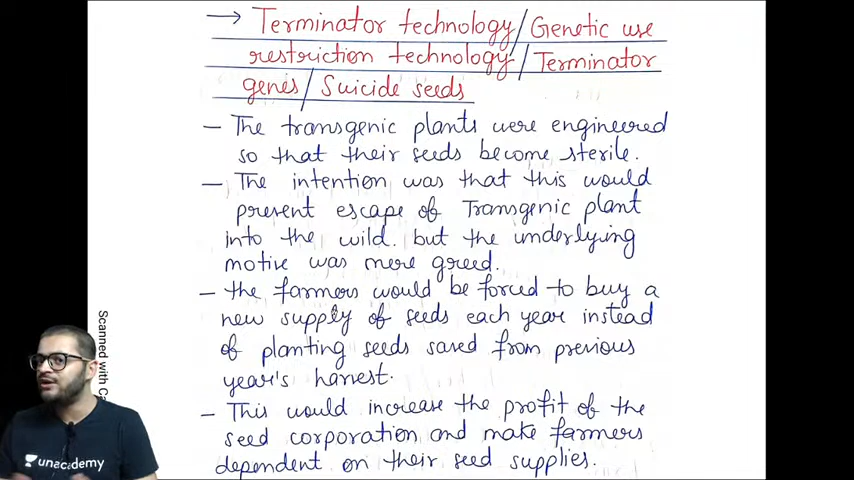 → Terminator technology/Genetic use
restriction technology/Terminator
genes/Suicide seeds
– The transgenic plants were engineered
so that their seeds become sterile.
– The intention was that this would
prevent escape of Transgenic plant
into the wild. but the underlying
motive was mere greed.
– the farmers would be forced to buy a
new supply of seeds each year instead
of planting seeds saved from previous
year's harvest.
– This would increase the profit of the
seed corporation and make farmers
dependent on their seed supplies.
Scanned with Ca
unacademy